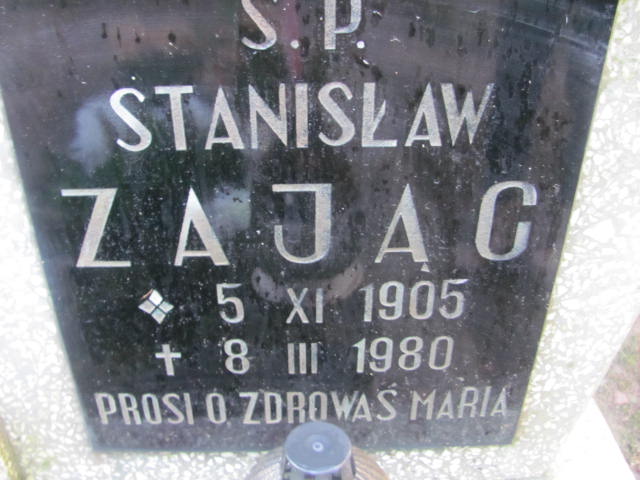 Ś. P.
STANISŁAW
ZAJĄC
5 XI 1905
✝ 8 III 1980
PROSI O ZDROWAŚ MARIA